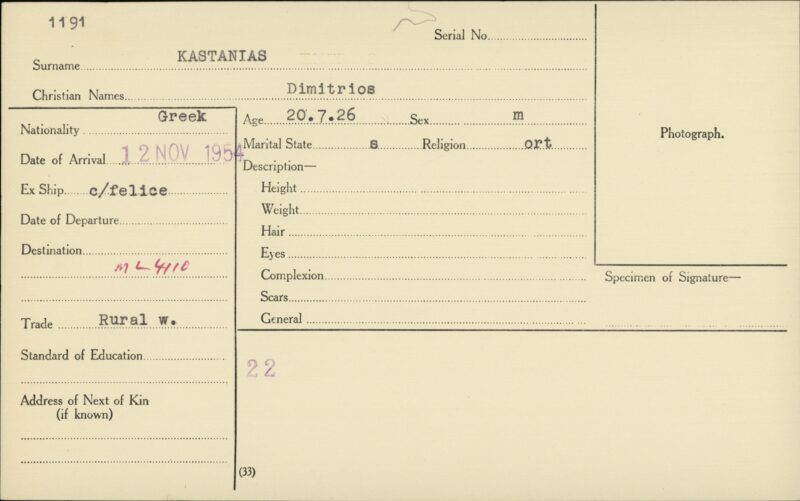 1191
Serial No.
Surname KASTANIAS
Christian Names Dimitrios
Nationality Greek
Date of Arrival 12 NOV 1954
Ex Ship c/felice
Date of Departure
Destination
ML 4110
Trade Rural w.
Standard of Education
Address of Next of Kin
(if known)
Age 20.7.26 Sex m
Marital State s Religion ort
Description—
Height
Weight
Hair
Eyes
Complexion
Scars
General
22
(33)
Photograph.
Specimen of Signature—